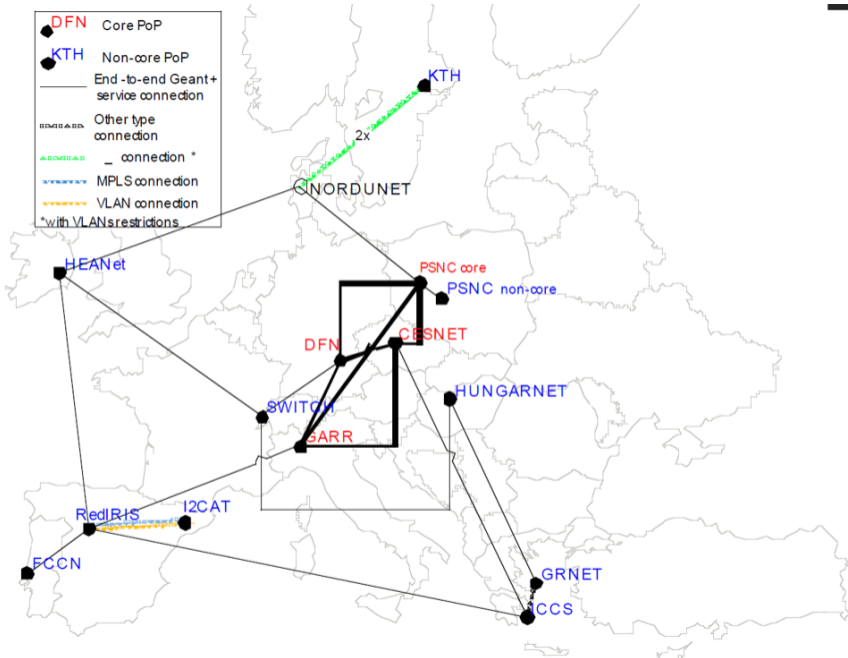 DFN Core PoP
KTH Non-core PoP
End-to-end Geant+
service connection
Other type
connection
_ connection *
MPLS connection
VLAN connection
*with VLANs restrictions
KTH
2x
NORDUNET
HEANet
PSNC core
PSNC non-core
CESNET
DFN
HUNGARNET
SWITCH
GARR
I2CAT
RedIRIS
FCCN
GRNET
ICCS